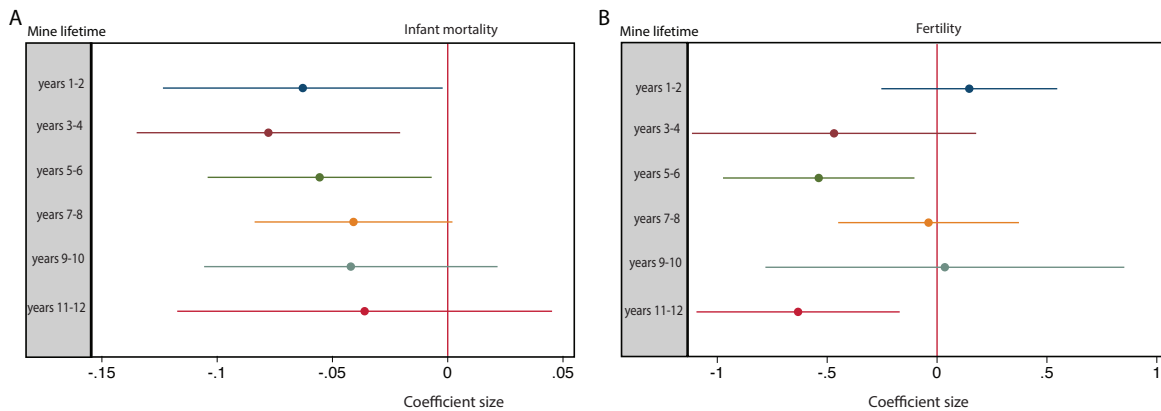 A
Mine lifetime
Infant mortality
years 1-2
years 3-4
years 5-6
years 7-8
years 9-10
years 11-12
-.15
-.1
-.05
0
.05
Coefficient size
B
Mine lifetime
Fertility
years 1-2
years 3-4
years 5-6
years 7-8
years 9-10
years 11-12
-1
-.5
0
.5
1
Coefficient size